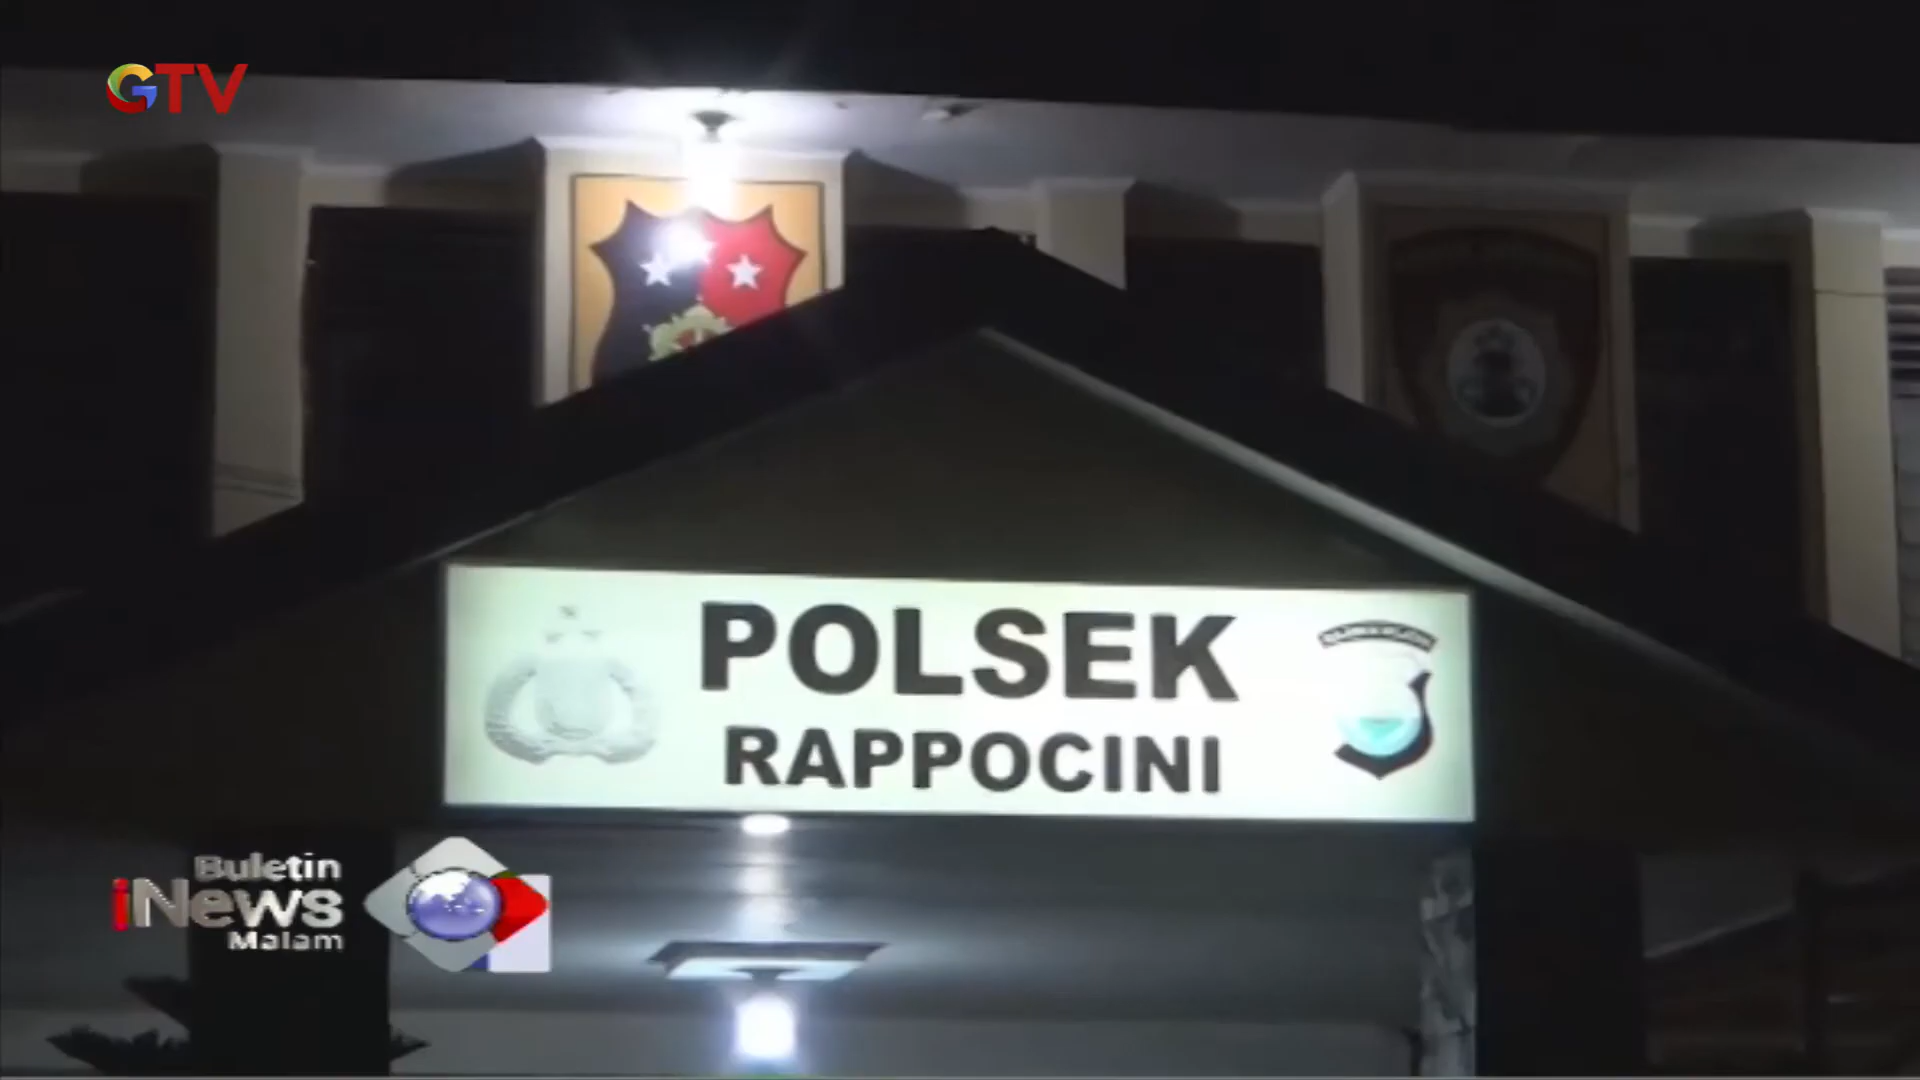 GTV
POLSEK
RAPPOCINI
Buletin
iNews
Malam